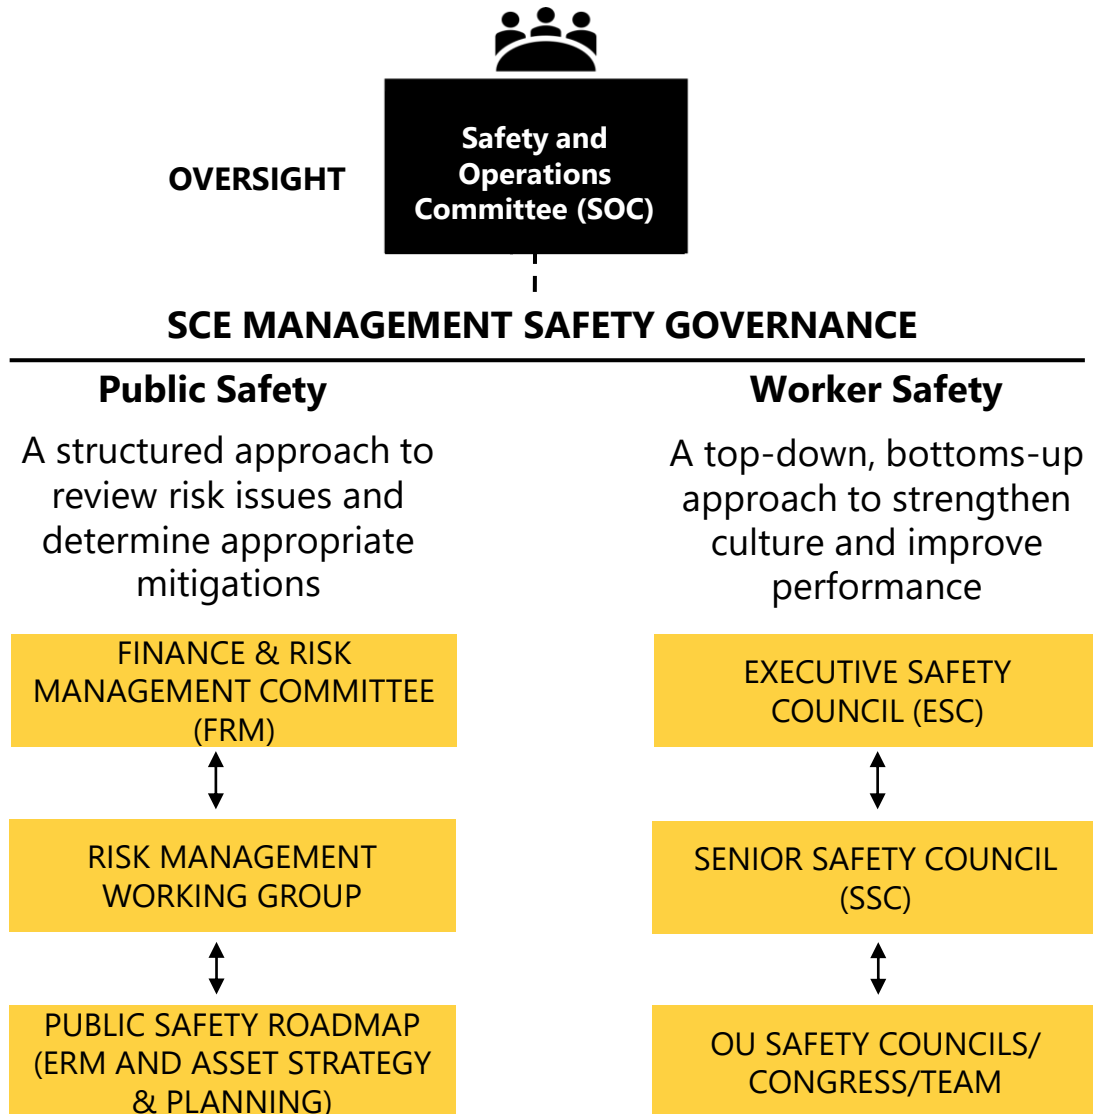 Safety and
Operations
Committee (SOC)
OVERSIGHT
SCE MANAGEMENT SAFETY GOVERNANCE
Public Safety
A structured approach to
review risk issues and
determine appropriate
mitigations
FINANCE & RISK
MANAGEMENT COMMITTEE
(FRM)
RISK MANAGEMENT
WORKING GROUP
PUBLIC SAFETY ROADMAP
(ERM AND ASSET STRATEGY
& PLANNING)
Worker Safety
A top-down, bottoms-up
approach to strengthen
culture and improve
performance
EXECUTIVE SAFETY
COUNCIL (ESC)
SENIOR SAFETY COUNCIL
(SSC)
OU SAFETY COUNCILS/
CONGRESS/TEAM